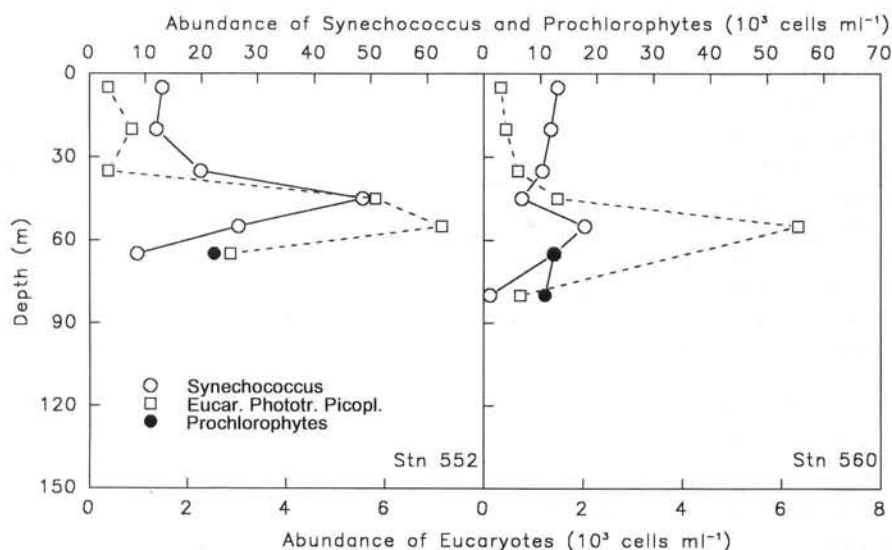 Abundance of Synechococcus and Prochlorophytes (10³ cells ml⁻¹)
0 10 20 30 40 50 60 0 10 20 30 40 50 60 70
0
30
60
90
120
150
Depth (m)
Synechococcus
Eucar. Phototr. Picopl.
Prochlorophytes
Stn 552
Stn 560
0 2 4 6 0 2 4 6 8
Abundance of Eucaryotes (10³ cells ml⁻¹)